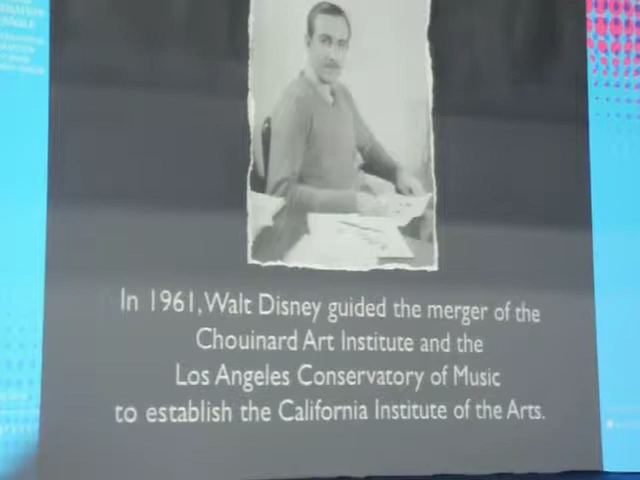 In 1961, Walt Disney guided the merger of the
Chouinard Art Institute and the
Los Angeles Conservatory of Music
to establish the California Institute of the Arts.